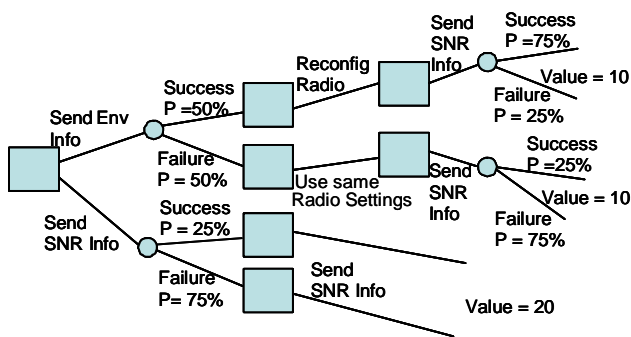 Send Env
Info
Success
P =50%
Reconfig
Radio
Send
SNR
Info
Success
P =75%
Value = 10
Failure
P = 25%
Failure
P = 50%
Use same
Radio Settings
Send
SNR
Info
Success
P =25%
Value = 10
Failure
P = 75%
Send
SNR Info
Success
P = 25%
Failure
P= 75%
Send
SNR Info
Value = 20